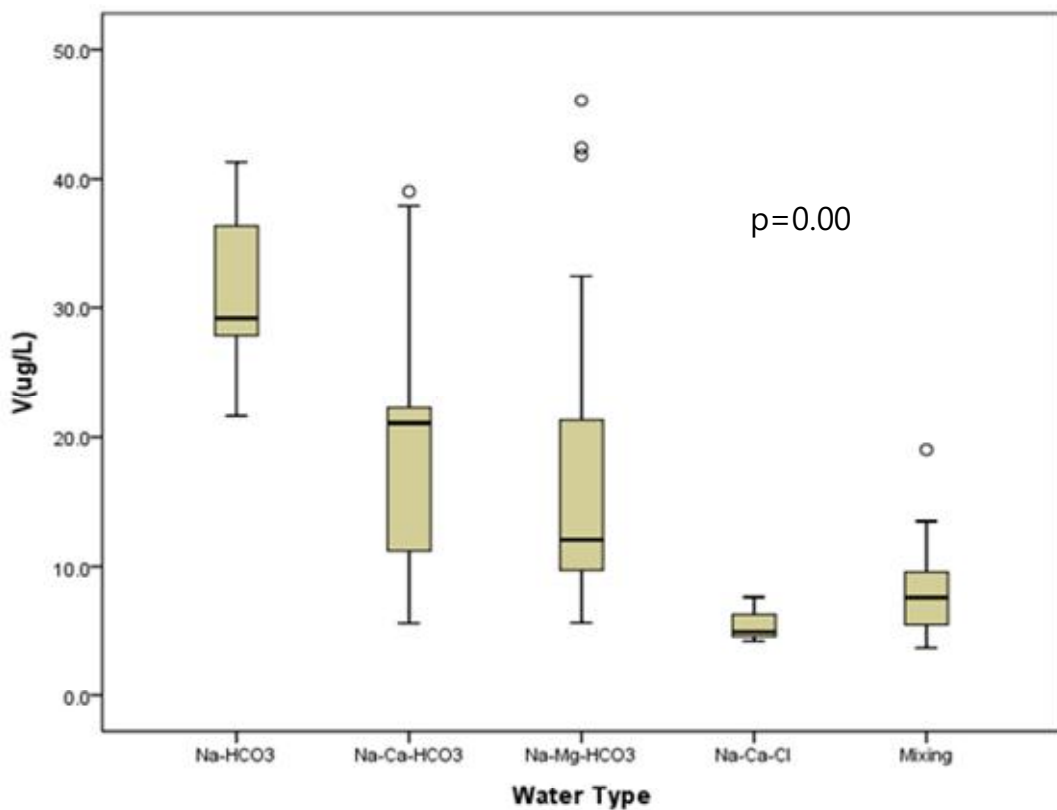 50.0
40.0
30.0
20.0
10.0
0.0
V(ug/L)
p=0.00
Na-HCO3
Na-Ca-HCO3
Na-Mg-HCO3
Na-Ca-Cl
Mixing
Water Type